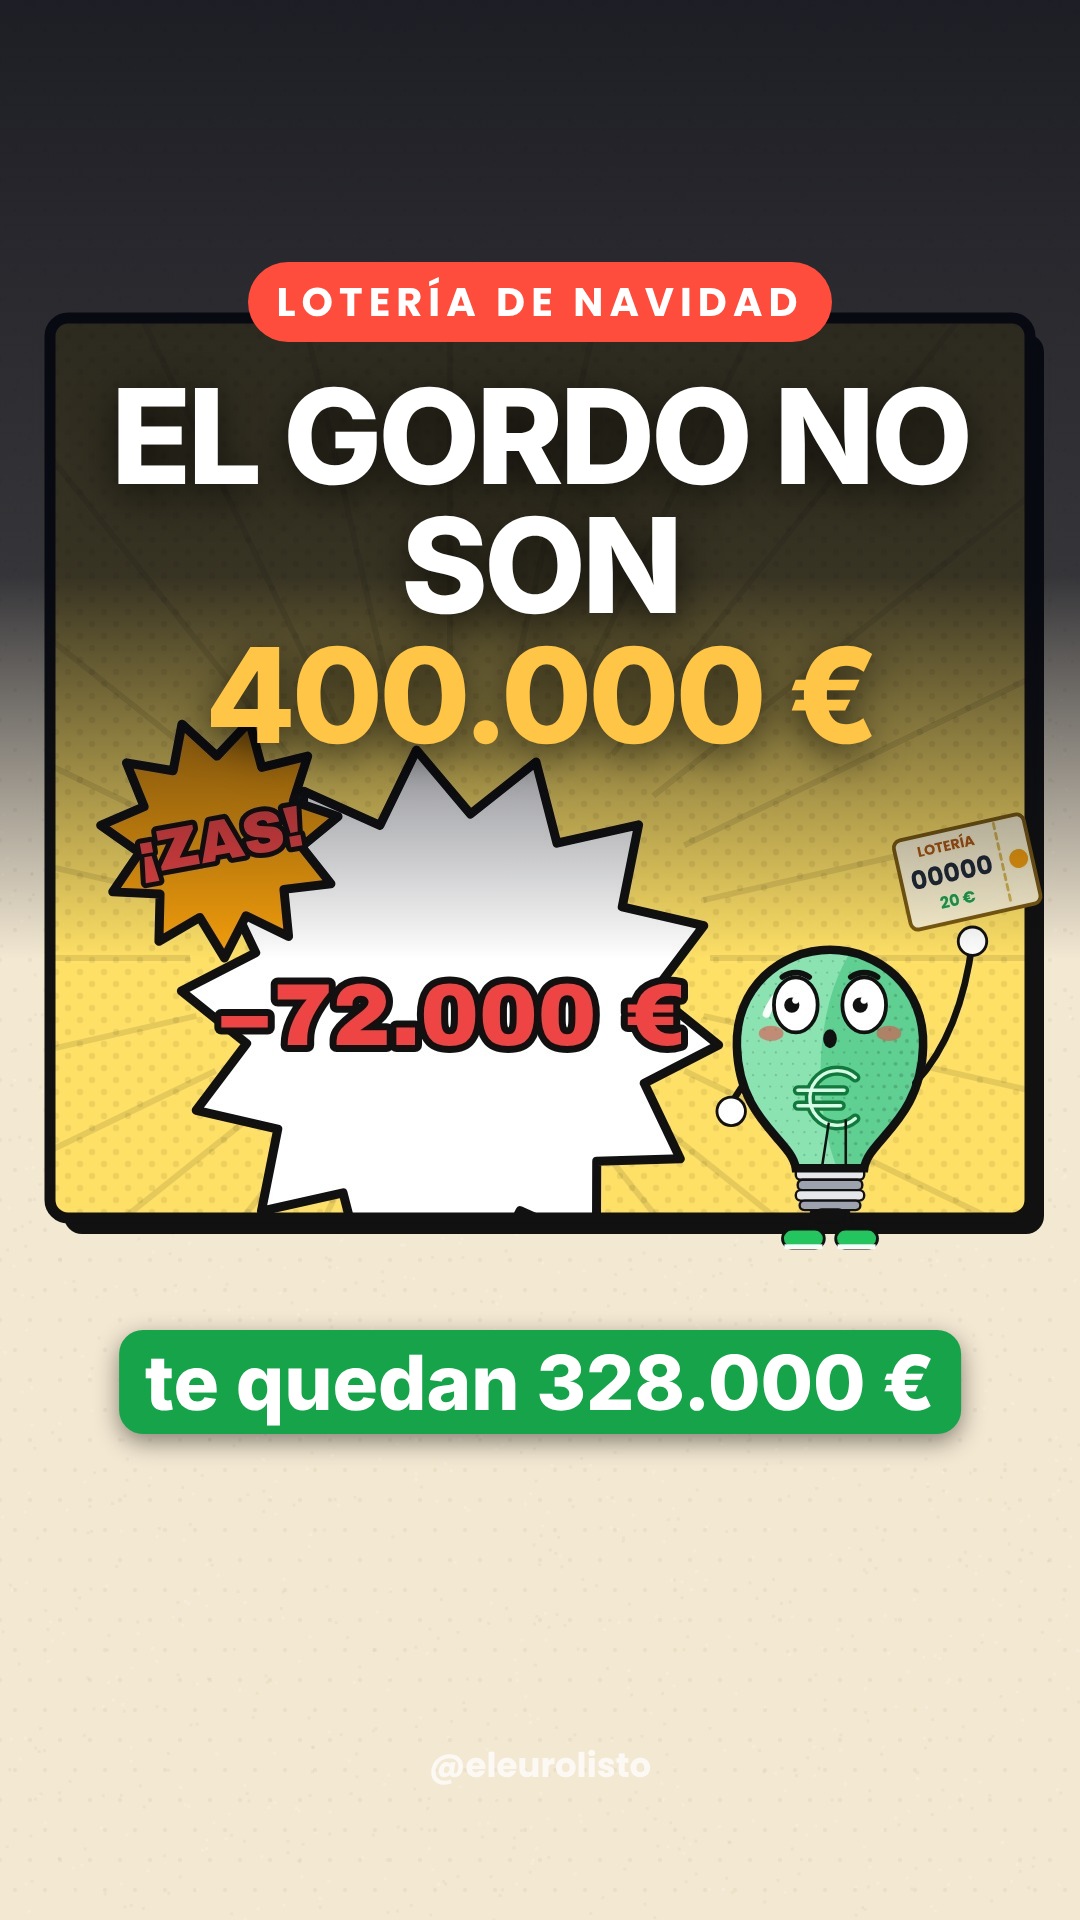 LOTERÍA DE NAVIDAD
EL GORDO NO
SON
400.000 €
¡ZAS!
LOTERÍA
00000
20 €
–72.000 €
€
te quedan 328.000 €
@eleurolisto